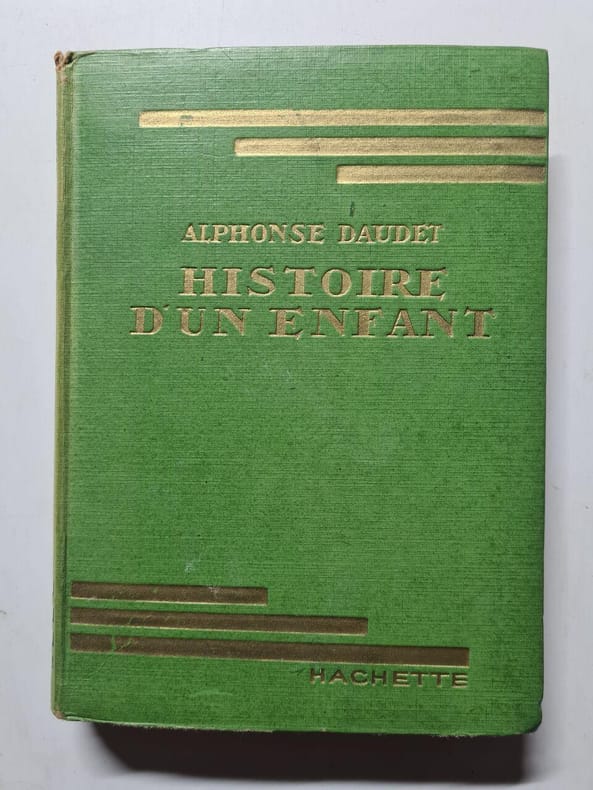 ALPHONSE DAUDET
HISTOIRE
D'UN ENFANT
HACHETTE